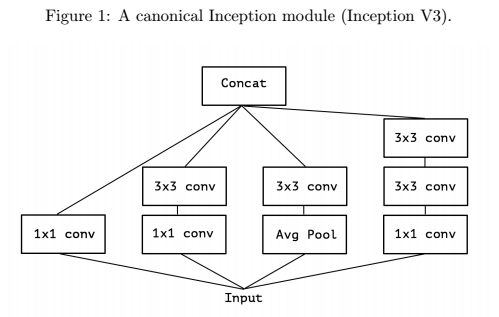 Figure 1: A canonical Inception module (Inception V3).
Concat
3x3 conv
3x3 conv
3x3 conv
3x3 conv
1x1 conv
1x1 conv
Avg Pool
1x1 conv
Input